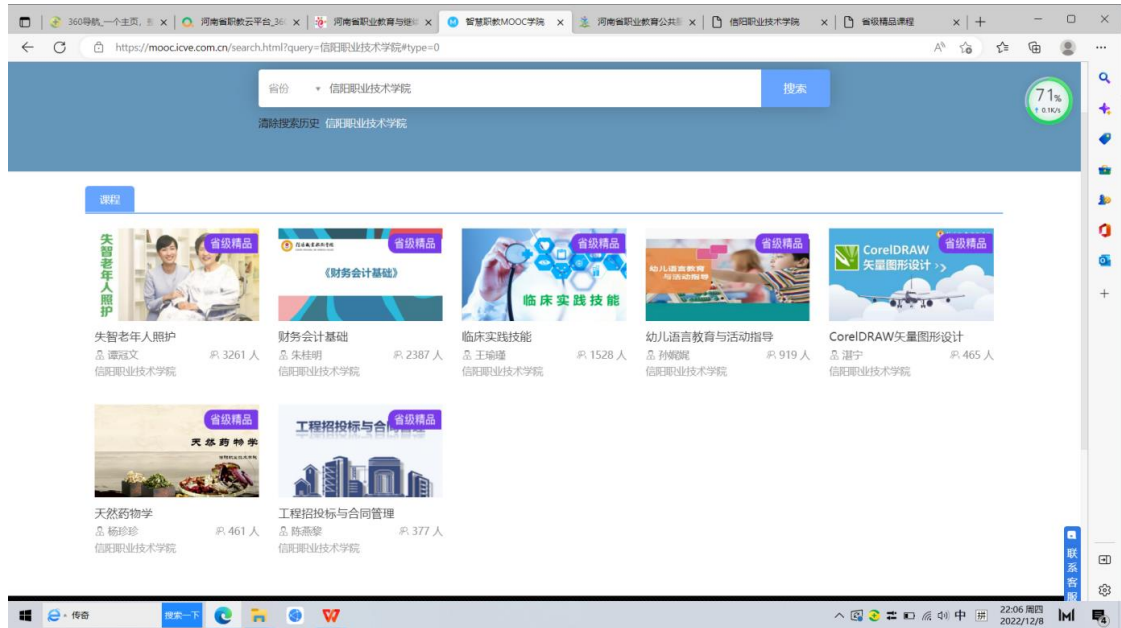 360导航_一个主页,
河南省职教云平台_36
河南省职业教育与继续
智慧职教MOOC学院
河南省职业教育公共
信阳职业技术学院
省级精品课程
https://mooc.icve.com.cn/search.html?query=信阳职业技术学院#type=0
省份
信阳职业技术学院
搜索
71%
0.1K/s
清除搜索历史 信阳职业技术学院
课程
失智老年人照护
省级精品
《财务会计基础》
省级精品
临床实践技能
省级精品
幼儿语言教育
与活动指导
省级精品
CorelDRAW
矢量图形设计
省级精品
失智老年人照护
谭冠文 3261 人
信阳职业技术学院
财务会计基础
朱桂明 2387 人
信阳职业技术学院
临床实践技能
王瑜瑾 1528 人
信阳职业技术学院
幼儿语言教育与活动指导
孙娓娓 919 人
信阳职业技术学院
CorelDRAW矢量图形设计
湛宁 465 人
信阳职业技术学院
天然药物学
省级精品
工程招投标与合同
省级精品
天然药物学
杨珍珍 461 人
信阳职业技术学院
工程招投标与合同管理
陈燕黎 377 人
信阳职业技术学院
联系客服
传奇
搜索一下
中
拼
22:06 周四
2022/12/8
4